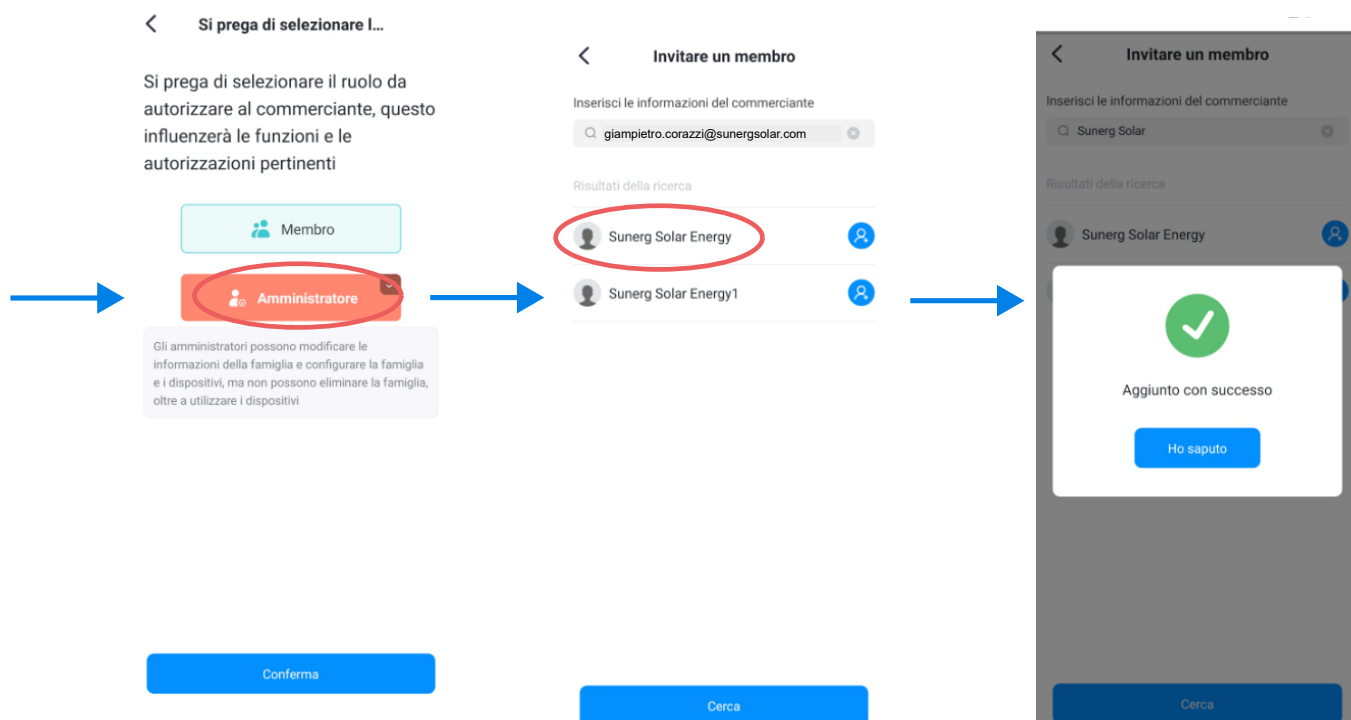 Si prega di selezionare l...
Si prega di selezionare il ruolo da
autorizzare al commerciante, questo
influenzerà le funzioni e le
autorizzazioni pertinenti
Membro
Amministratore
Gli amministratori possono modificare le
informazioni della famiglia e configurare la famiglia
e i dispositivi, ma non possono eliminare la famiglia,
oltre a utilizzare i dispositivi
Conferma
Invitare un membro
Inserisci le informazioni del commerciante
giampietro.corazzi@sunergsolar.com
Risultati della ricerca
Sunerg Solar Energy
Sunerg Solar Energy1
Cerca
Invitare un membro
Inserisci le informazioni del commerciante
Sunerg Solar
Risultati della ricerca
Sunerg Solar Energy
Aggiunto con successo
Ho saputo
Cerca